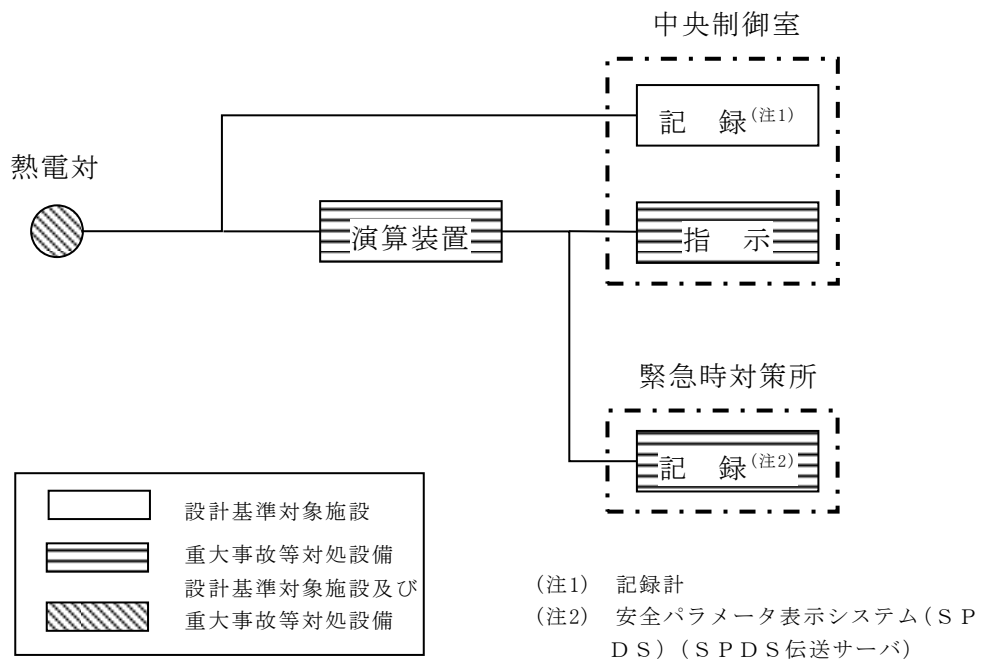 中央制御室
記 録(注1)
熱電対
演算装置
指 示
緊急時対策所
記 録(注2)
設計基準対象施設
重大事故等対処設備
設計基準対象施設及び
重大事故等対処設備
(注1) 記録計
(注2) 安全パラメータ表示システム(ＳＰ
ＤＳ)(ＳＰＤＳ伝送サーバ)